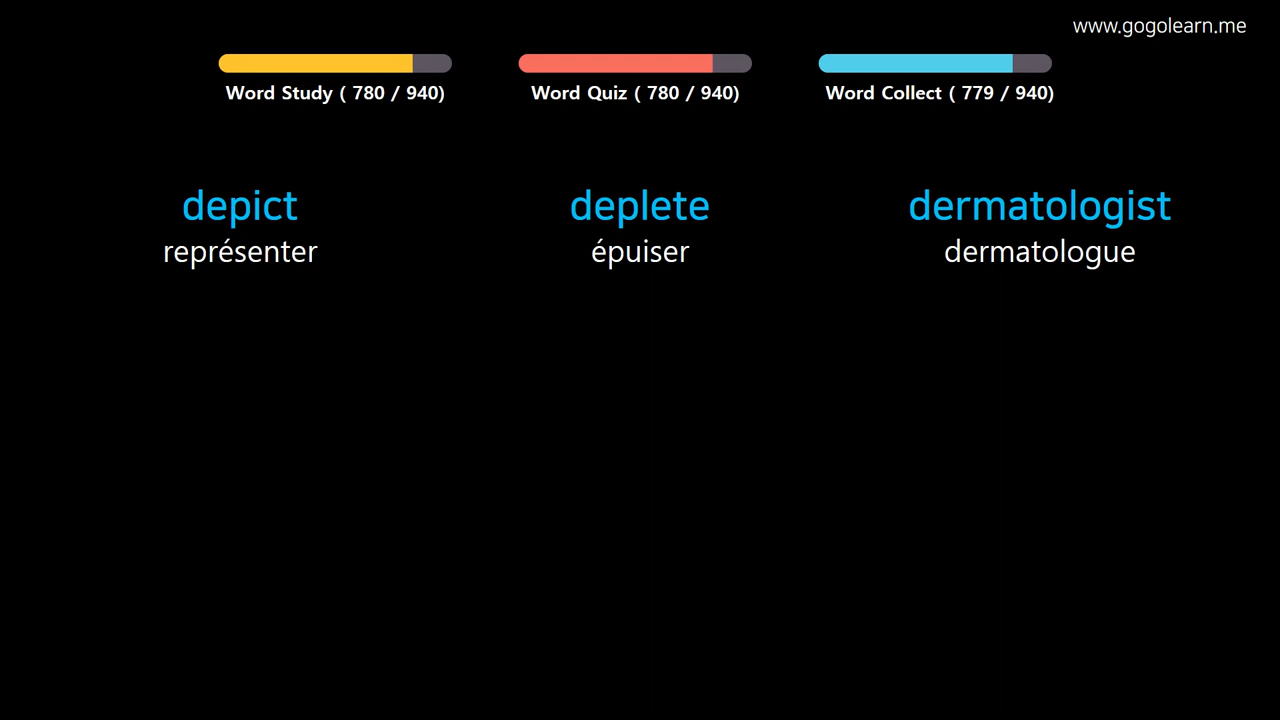 www.gogolearn.me
Word Study ( 780 / 940)
Word Quiz ( 780 / 940)
Word Collect ( 779 / 940)
depict
représenter
deplete
épuiser
dermatologist
dermatologue